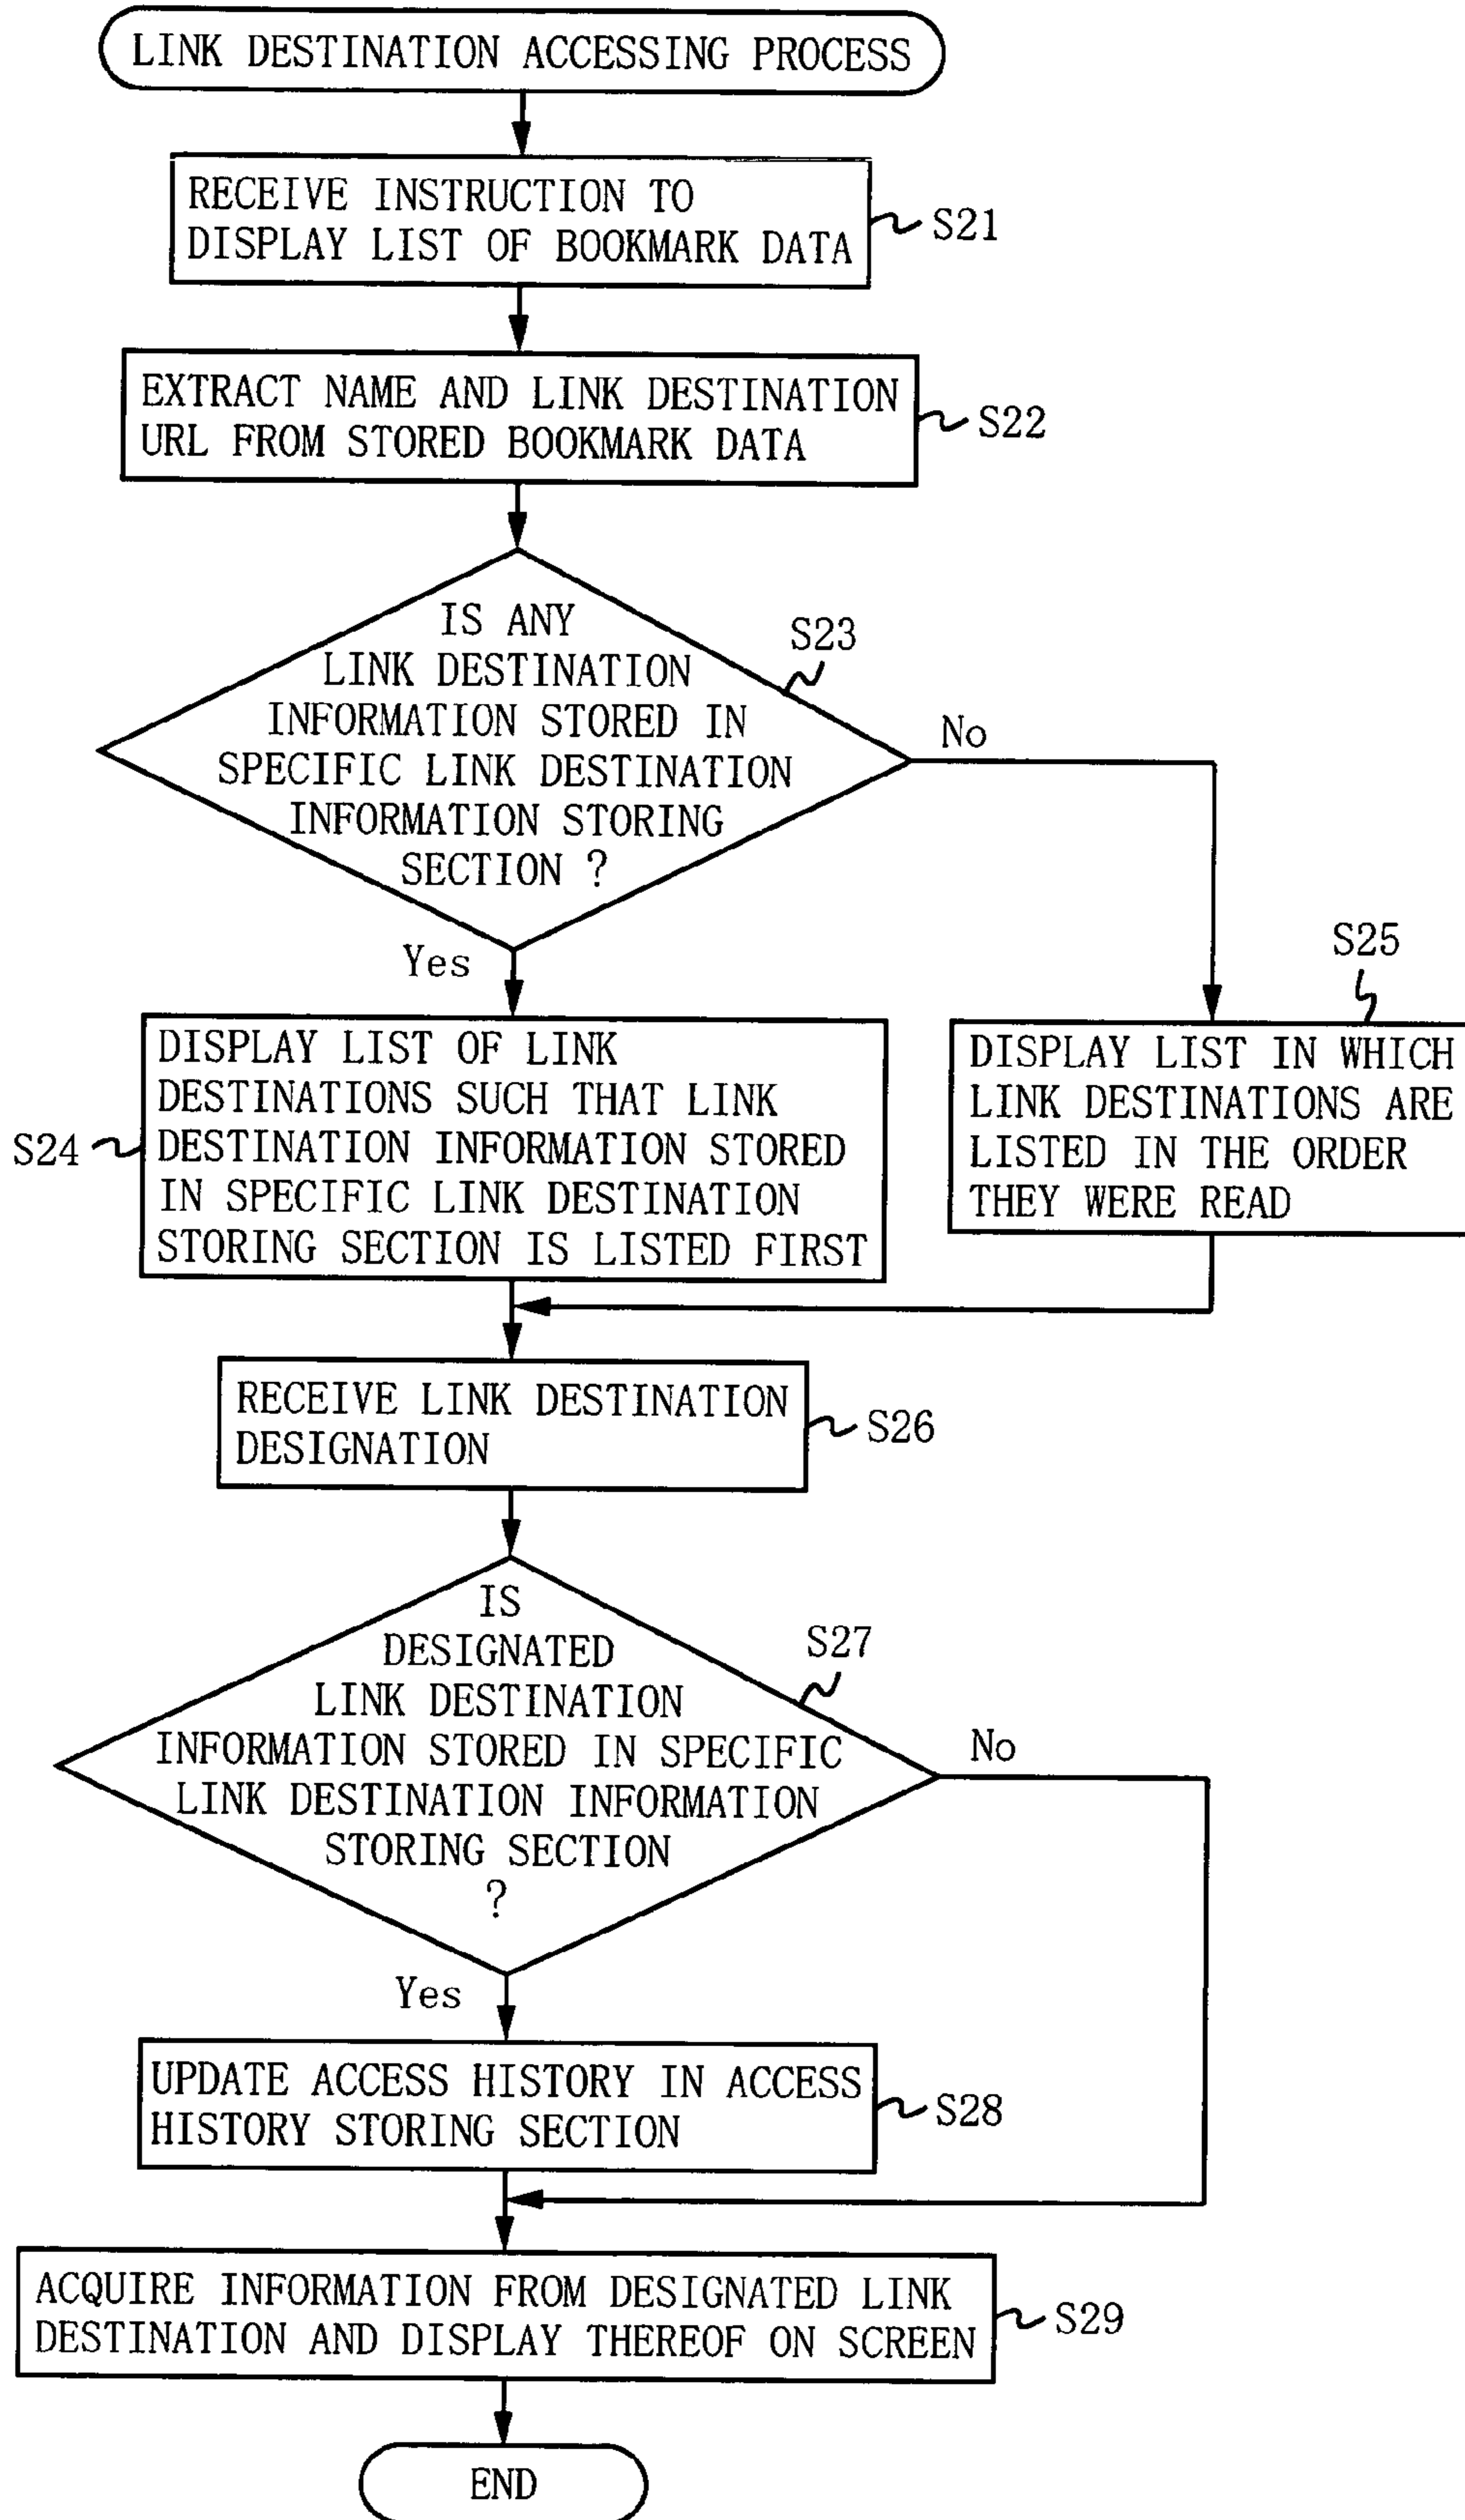 LINK DESTINATION ACCESSING PROCESS
RECEIVE INSTRUCTION TO
DISPLAY LIST OF BOOKMARK DATA
S21
EXTRACT NAME AND LINK DESTINATION
URL FROM STORED BOOKMARK DATA
S22
IS ANY
LINK DESTINATION
INFORMATION STORED IN
SPECIFIC LINK DESTINATION
INFORMATION STORING
SECTION ?
S23
No
Yes
S24
DISPLAY LIST OF LINK
DESTINATIONS SUCH THAT LINK
DESTINATION INFORMATION STORED
IN SPECIFIC LINK DESTINATION
STORING SECTION IS LISTED FIRST
S25
DISPLAY LIST IN WHICH
LINK DESTINATIONS ARE
LISTED IN THE ORDER
THEY WERE READ
RECEIVE LINK DESTINATION
DESIGNATION
S26
IS
DESIGNATED
LINK DESTINATION
INFORMATION STORED IN SPECIFIC
LINK DESTINATION INFORMATION
STORING SECTION
?
S27
No
Yes
UPDATE ACCESS HISTORY IN ACCESS
HISTORY STORING SECTION
S28
ACQUIRE INFORMATION FROM DESIGNATED LINK
DESTINATION AND DISPLAY THEREOF ON SCREEN
S29
END